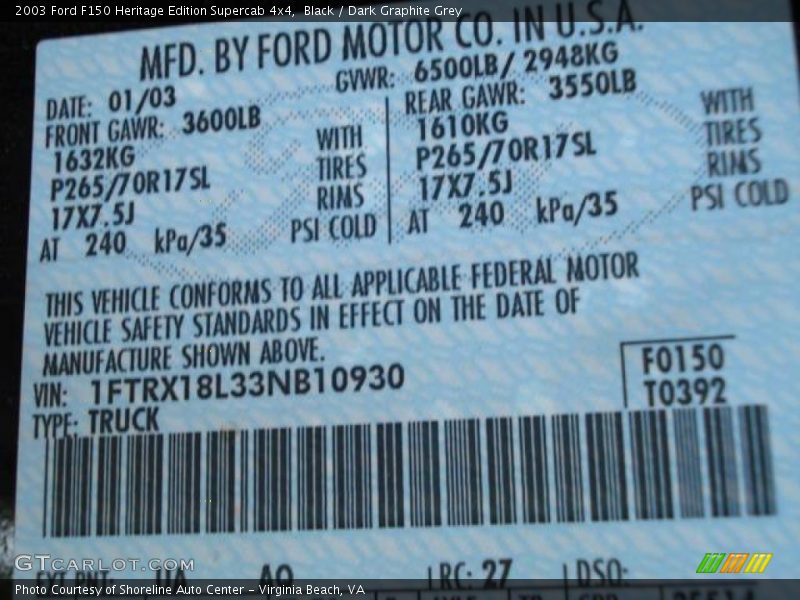 2003 Ford F150 Heritage Edition Supercab 4x4, Black / Dark Graphite Grey
MFD. BY FORD MOTOR CO. IN U.S.A.
DATE: 01/03 GVWR: 6500LB/ 2948KG
FRONT GAWR: 3600LB REAR GAWR: 3550LB
1632KG WITH 1610KG WITH
P265/70R17SL TIRES P265/70R17SL TIRES
17X7.5J RIMS 17X7.5J RIMS
AT 240 kPa/35 PSI COLD AT 240 kPa/35 PSI COLD
THIS VEHICLE CONFORMS TO ALL APPLICABLE FEDERAL MOTOR
VEHICLE SAFETY STANDARDS IN EFFECT ON THE DATE OF
MANUFACTURE SHOWN ABOVE.
VIN: 1FTRX18L33NB10930 F0150
TYPE: TRUCK T0392
EXT PNT: UA AQ RC: 27 DSO:
GTCARLOT.COM
Photo Courtesy of Shoreline Auto Center - Virginia Beach, VA